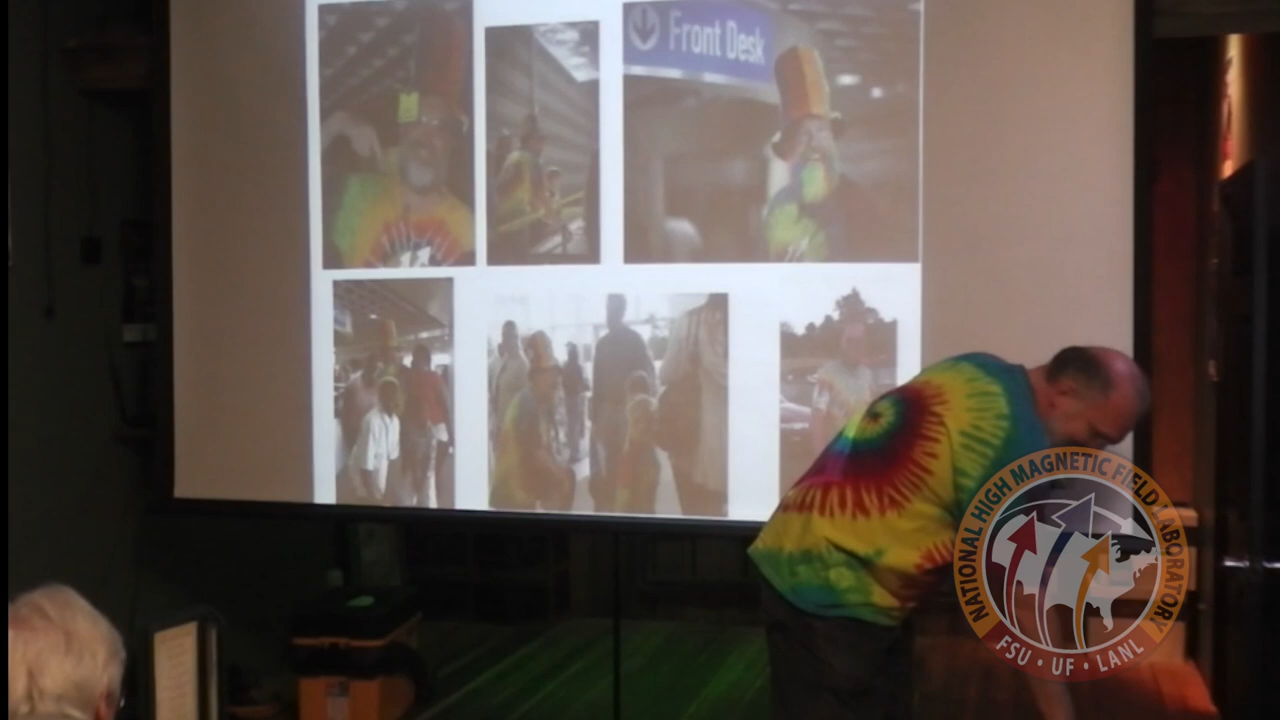 Front Desk
NATIONAL HIGH MAGNETIC FIELD LABORATORY
FSU • UF • LANL